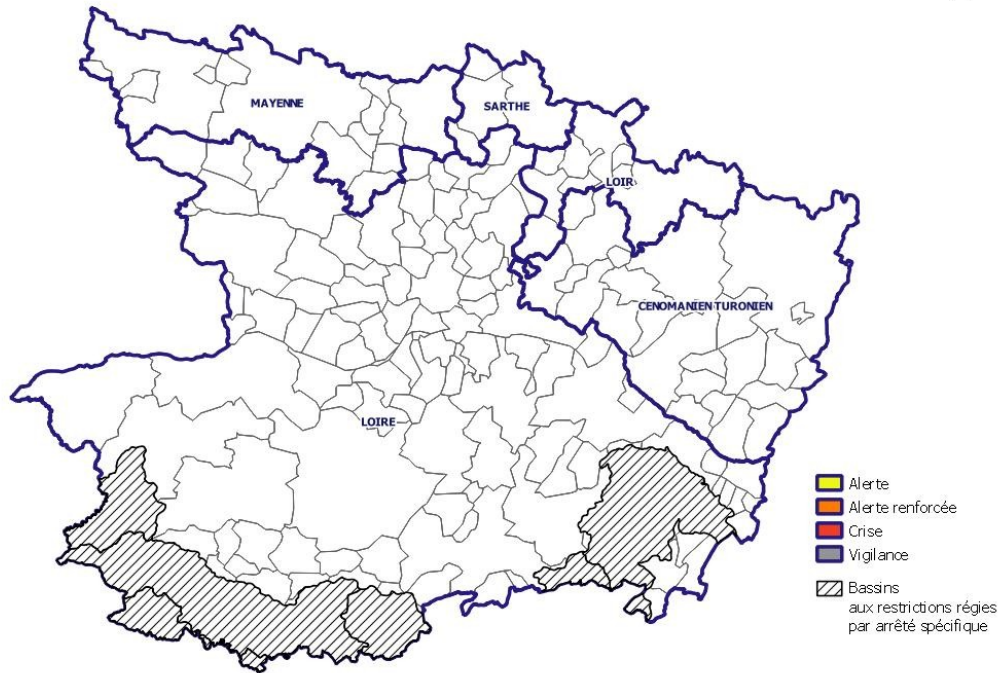 MAYENNE
SARTHE
LOIR
CENOMANIEN TURONIEN
LOIRE
Alerte
Alerte renforcée
Crise
Vigilance
Bassins
aux restrictions régies
par arrêté spécifique